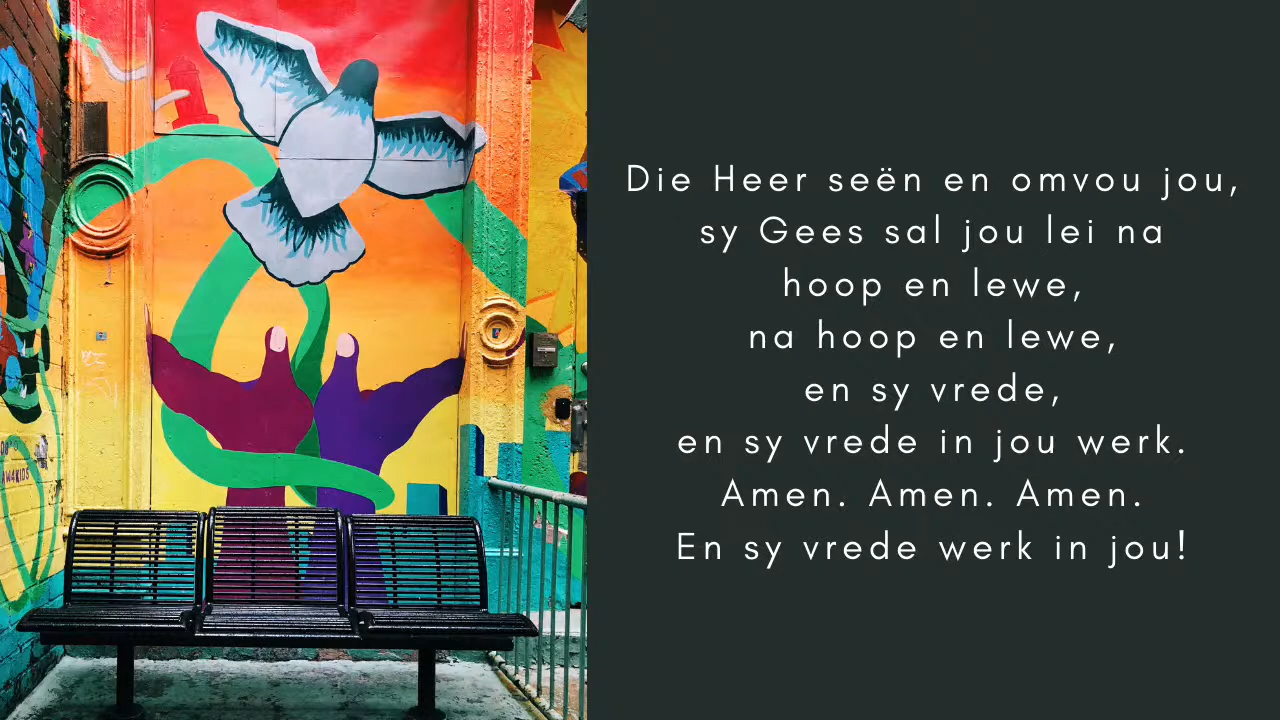 Die Heer seën en omvou jou,
sy Gees sal jou lei na
hoop en lewe,
na hoop en lewe,
en sy vrede,
en sy vrede in jou werk.
Amen. Amen. Amen.
En sy vrede werk in jou!